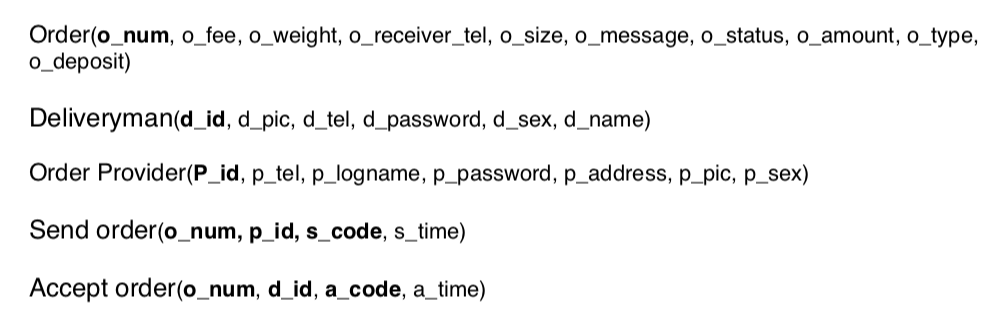 Order(o_num, o_fee, o_weight, o_receiver_tel, o_size, o_message, o_status, o_amount, o_type,
o_deposit)
Deliveryman(d_id, d_pic, d_tel, d_password, d_sex, d_name)
Order Provider(P_id, p_tel, p_logname, p_password, p_address, p_pic, p_sex)
Send order(o_num, p_id, s_code, s_time)
Accept order(o_num, d_id, a_code, a_time)